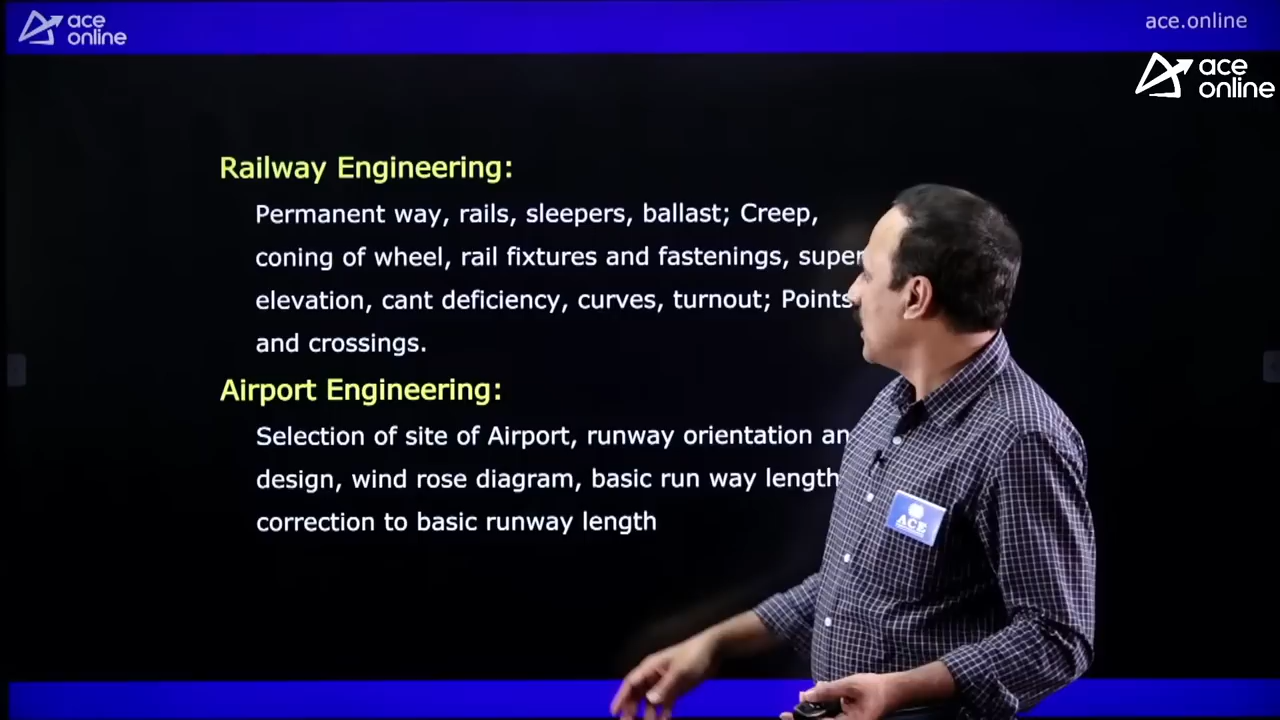 ace
online
ace.online
ace
online
Railway Engineering:
Permanent way, rails, sleepers, ballast; Creep,
coning of wheel, rail fixtures and fastenings, super
elevation, cant deficiency, curves, turnout; Points
and crossings.
Airport Engineering:
Selection of site of Airport, runway orientation an
design, wind rose diagram, basic run way length
correction to basic runway length
ACE